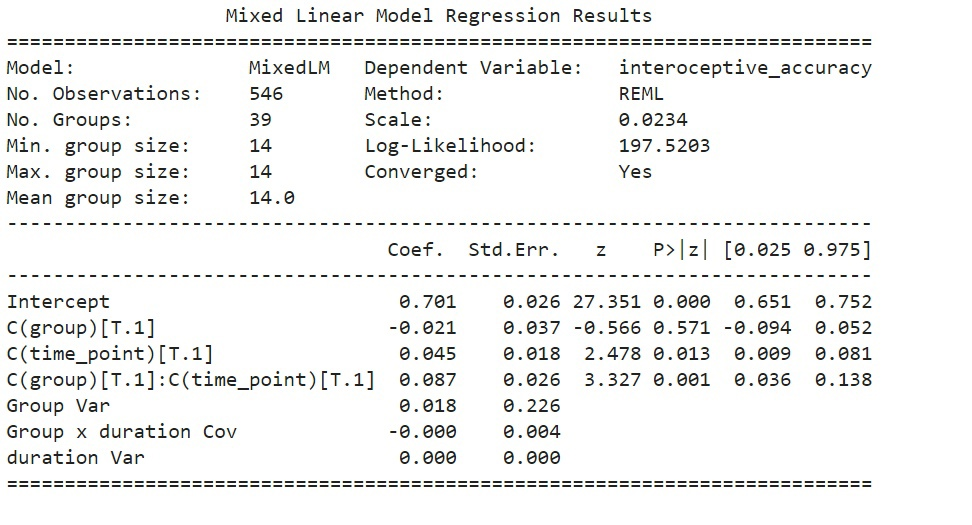 Mixed Linear Model Regression Results
==========================================================================
Model: MixedLM Dependent Variable: interoceptive_accuracy
No. Observations: 546 Method: REML
No. Groups: 39 Scale: 0.0234
Min. group size: 14 Log-Likelihood: 197.5203
Max. group size: 14 Converged: Yes
Mean group size: 14.0
--------------------------------------------------------------------------
Coef. Std.Err. z P>|z| [0.025 0.975]
--------------------------------------------------------------------------
Intercept 0.701 0.026 27.351 0.000 0.651 0.752
C(group)[T.1] -0.021 0.037 -0.566 0.571 -0.094 0.052
C(time_point)[T.1] 0.045 0.018 2.478 0.013 0.009 0.081
C(group)[T.1]:C(time_point)[T.1] 0.087 0.026 3.327 0.001 0.036 0.138
Group Var 0.018 0.226
Group x duration Cov -0.000 0.004
duration Var 0.000 0.000
==========================================================================